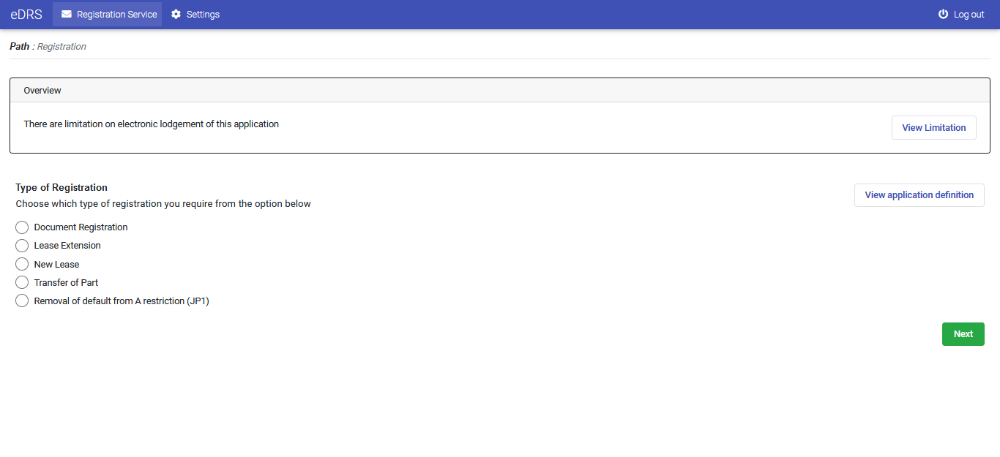 eDRS Registration Service Settings Log out
Path : Registration
Overview
There are limitation on electronic lodgement of this application
View Limitation
Type of Registration
View application definition
Choose which type of registration you require from the option below
Document Registration
Lease Extension
New Lease
Transfer of Part
Removal of default from A restriction (JP1)
Next